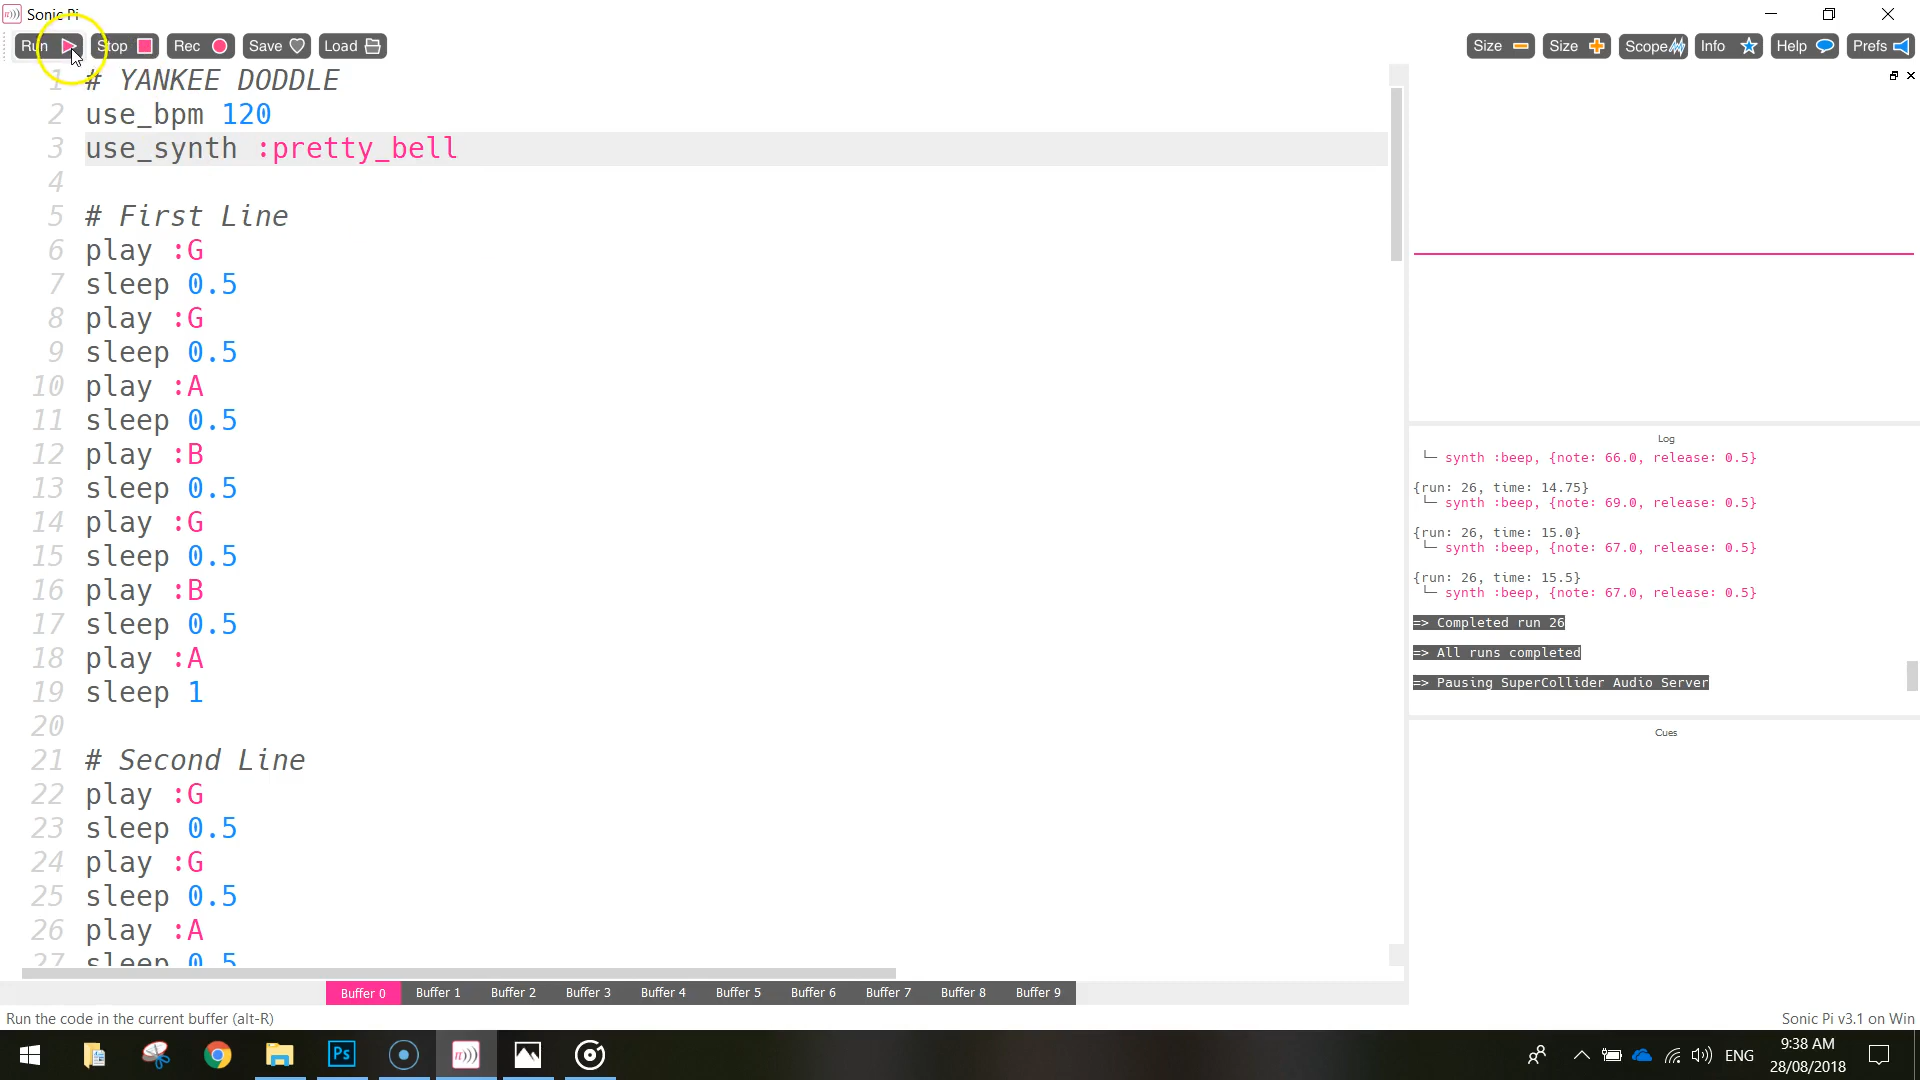 Sonic Pi
Run Stop Rec Save Load Size Size Scope Info Help Prefs
1 # YANKEE DODDLE
2 use_bpm 120
3 use_synth :pretty_bell
4
5 # First Line
6 play :G
7 sleep 0.5
8 play :G
9 sleep 0.5
10 play :A
11 sleep 0.5
12 play :B
13 sleep 0.5
14 play :G
15 sleep 0.5
16 play :B
17 sleep 0.5
18 play :A
19 sleep 1
20
21 # Second Line
22 play :G
23 sleep 0.5
24 play :G
25 sleep 0.5
26 play :A
27 sleep 0.5
Log
synth :beep, {note: 66.0, release: 0.5}
{run: 26, time: 14.75}
synth :beep, {note: 69.0, release: 0.5}
{run: 26, time: 15.0}
synth :beep, {note: 67.0, release: 0.5}
{run: 26, time: 15.5}
synth :beep, {note: 67.0, release: 0.5}
=> Completed run 26
=> All runs completed
=> Pausing SuperCollider Audio Server
Cues
Buffer 0 Buffer 1 Buffer 2 Buffer 3 Buffer 4 Buffer 5 Buffer 6 Buffer 7 Buffer 8 Buffer 9
Run the code in the current buffer (alt-R)
Sonic Pi v3.1 on Win
Ps
π)))
ENG
9:38 AM
28/08/2018